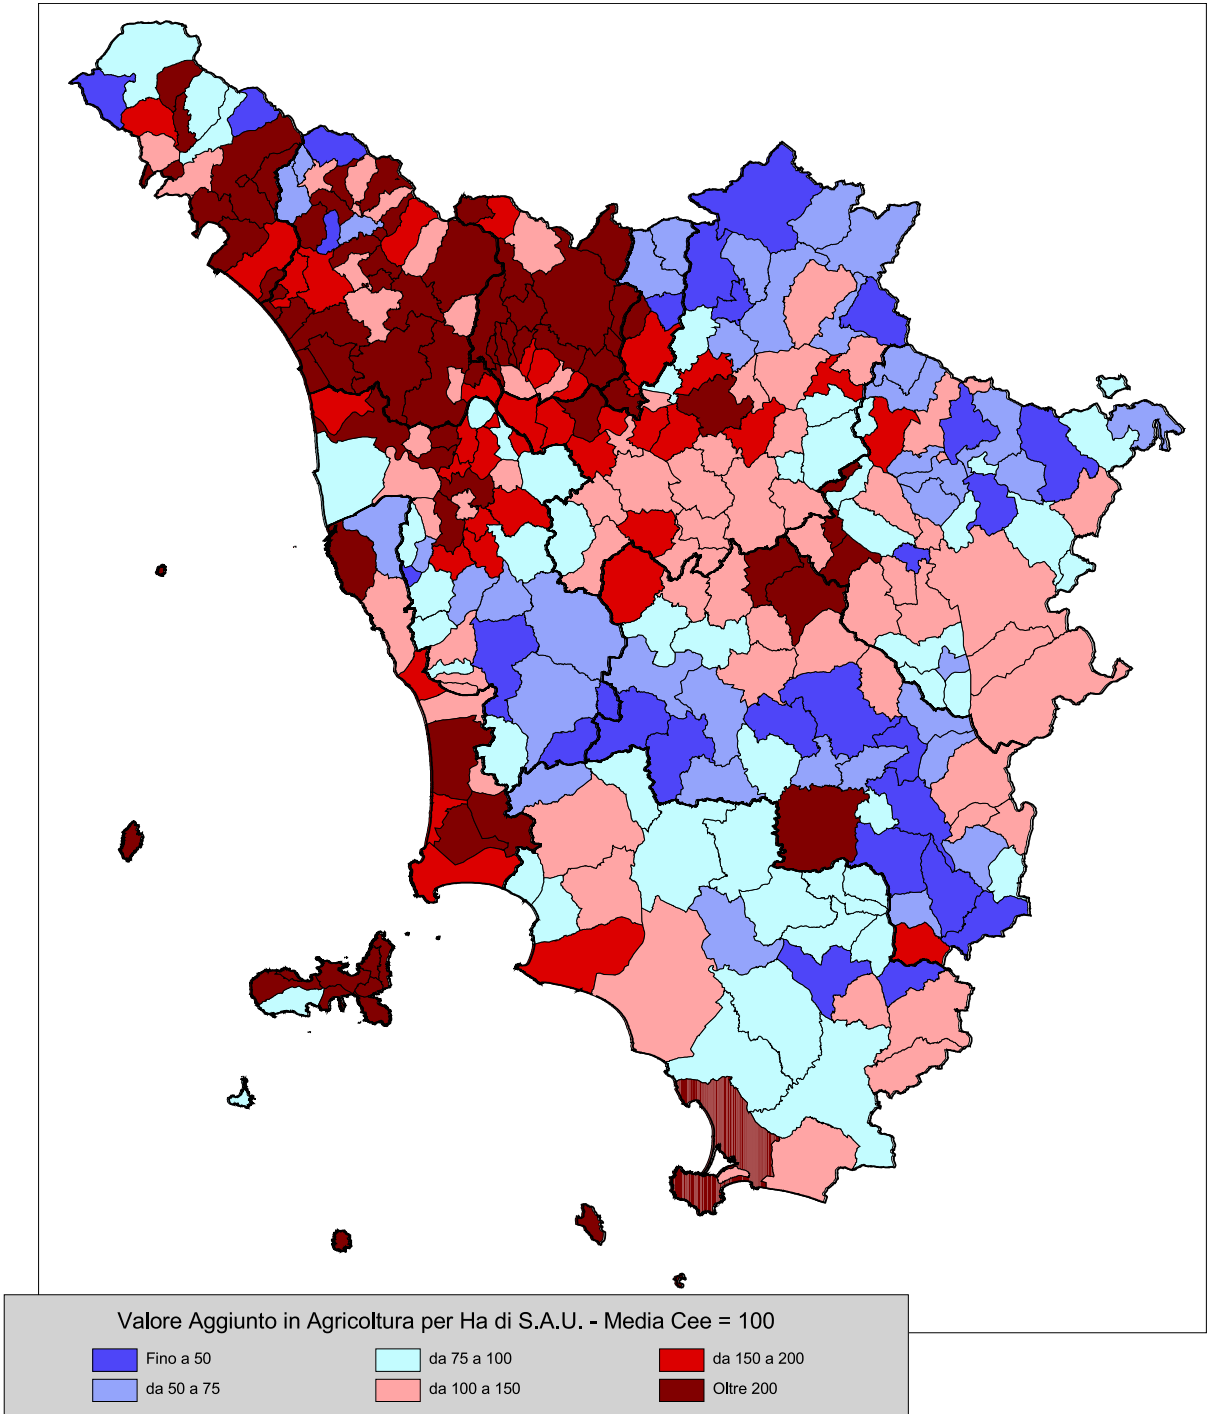 Valore Aggiunto in Agricoltura per Ha di S.A.U. - Media Cee = 100
Fino a 50
da 75 a 100
da 150 a 200
da 50 a 75
da 100 a 150
Oltre 200